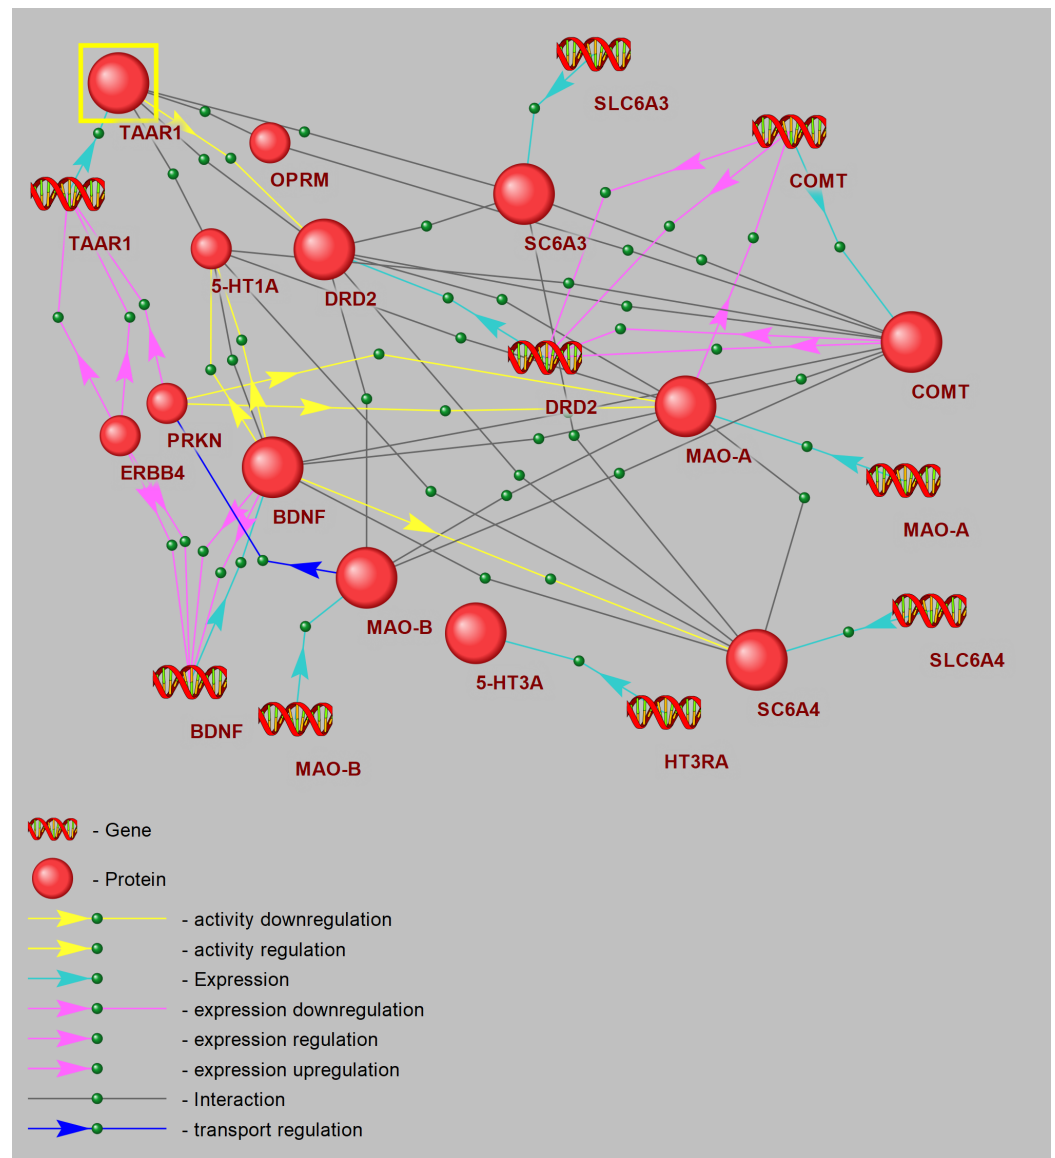 SLC6A3
TAAR1
OPRM
COMT
TAAR1
SC6A3
5-HT1A
DRD2
COMT
DRD2
PRKN
MAO-A
ERBB4
BDNF
MAO-A
MAO-B
SLC6A4
5-HT3A
SC6A4
BDNF
HT3RA
MAO-B
- Gene
- Protein
- activity downregulation
- activity regulation
- Expression
- expression downregulation
- expression regulation
- expression upregulation
- Interaction
- transport regulation